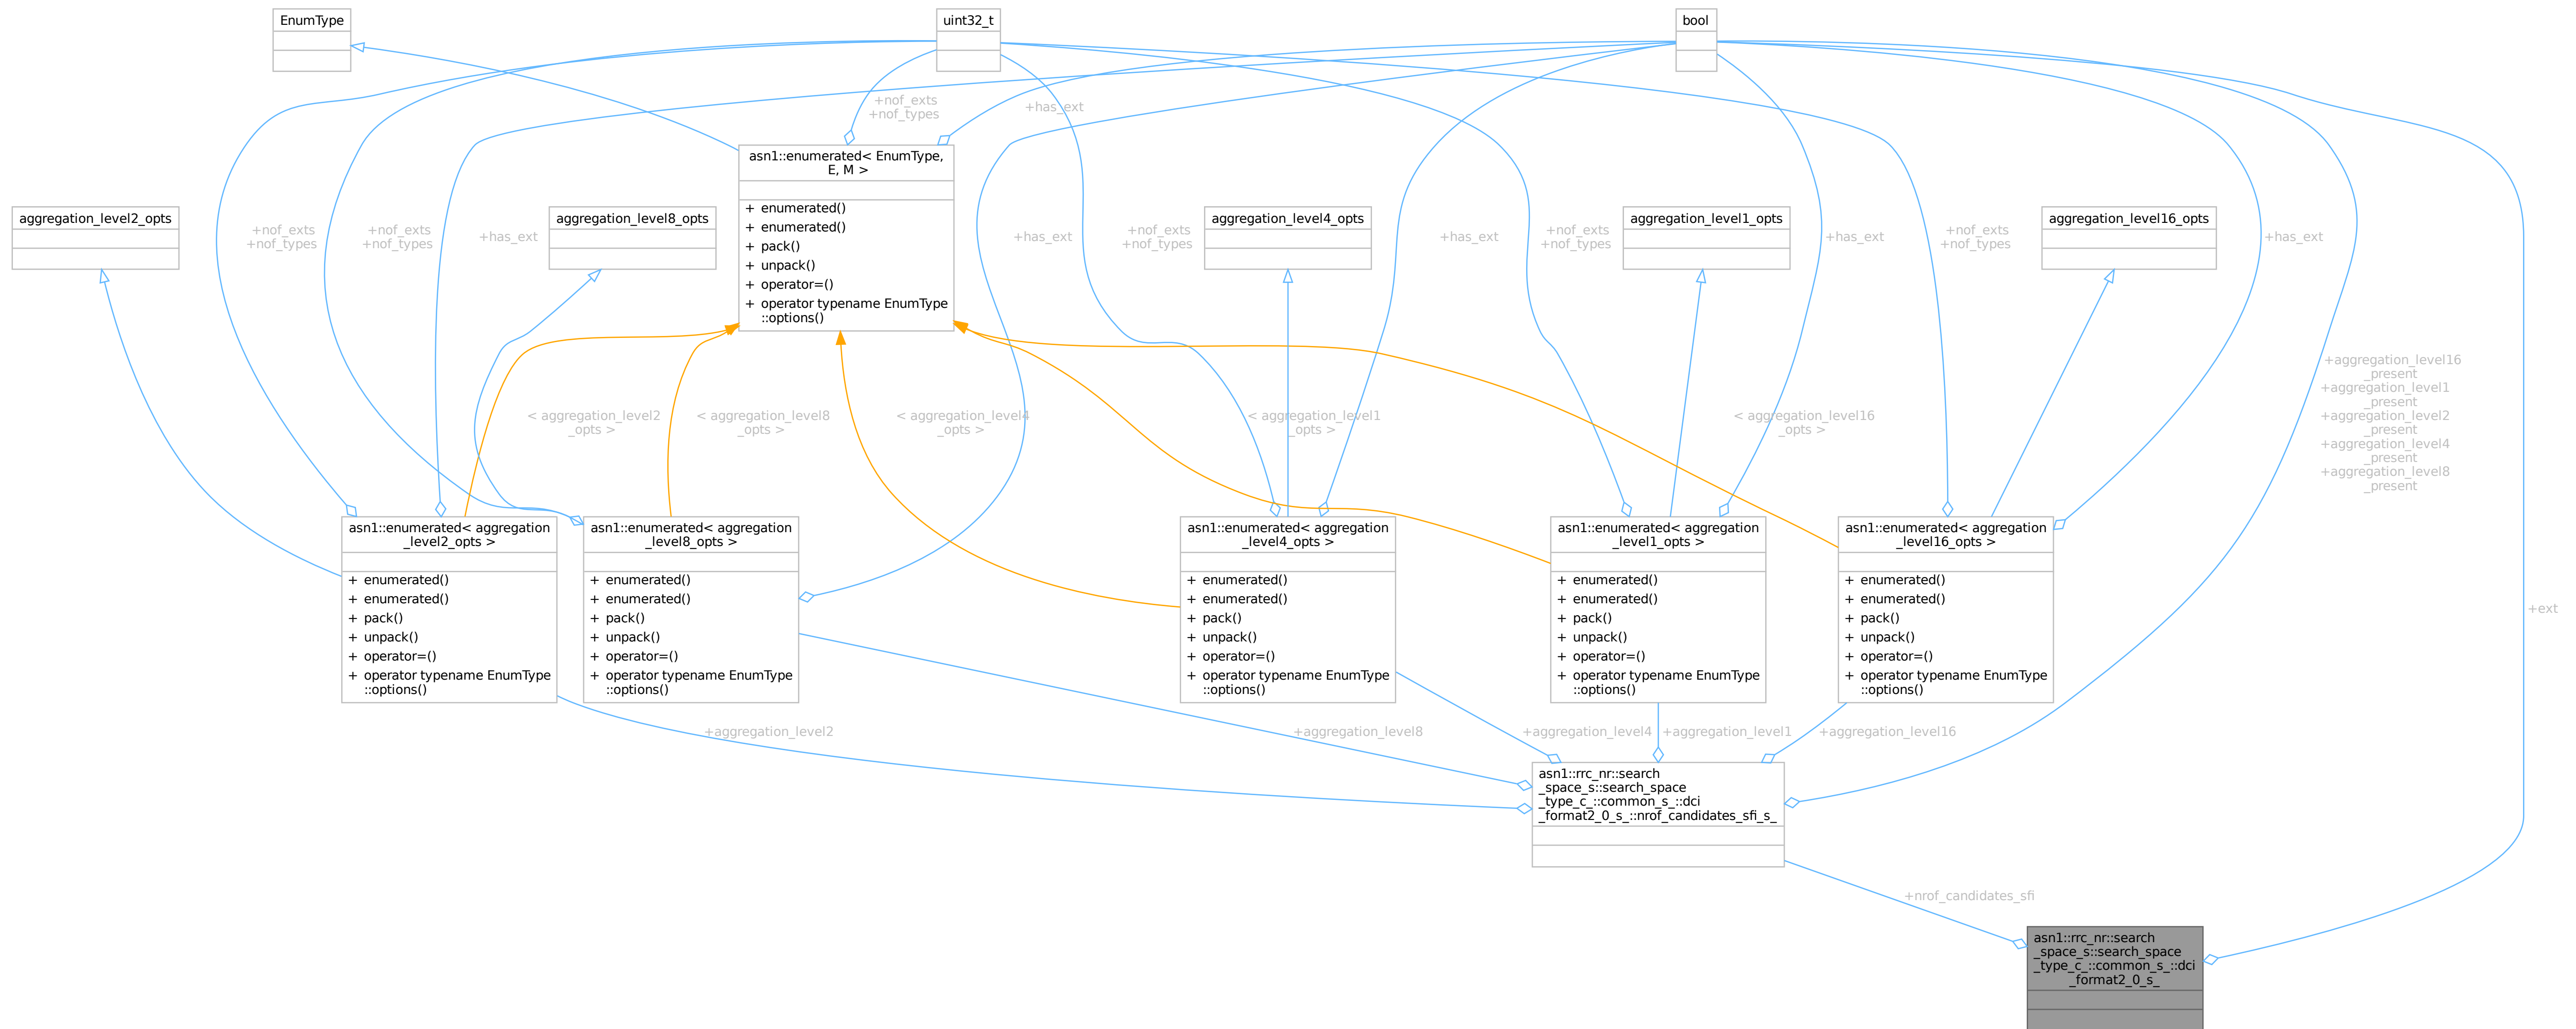 EnumType
uint32_t
bool
+nof_exts
+nof_types
+has_ext
asn1::enumerated< EnumType,
E, M >
+ enumerated()
+ enumerated()
+ pack()
+ unpack()
+ operator=()
+ operator typename EnumType
::options()
aggregation_level2_opts
+nof_exts
+nof_types
+nof_exts
+nof_types
+has_ext
aggregation_level8_opts
+has_ext
+nof_exts
+nof_types
aggregation_level4_opts
+has_ext
+nof_exts
+nof_types
aggregation_level1_opts
+has_ext
+nof_exts
+nof_types
aggregation_level16_opts
+has_ext
+aggregation_level16
_present
+aggregation_level1
_present
+aggregation_level2
_present
+aggregation_level4
_present
+aggregation_level8
_present
< aggregation_level2
_opts >
< aggregation_level8
_opts >
< aggregation_level4
_opts >
< aggregation_level1
_opts >
< aggregation_level16
_opts >
asn1::enumerated< aggregation
_level2_opts >
+ enumerated()
+ enumerated()
+ pack()
+ unpack()
+ operator=()
+ operator typename EnumType
::options()
asn1::enumerated< aggregation
_level8_opts >
+ enumerated()
+ enumerated()
+ pack()
+ unpack()
+ operator=()
+ operator typename EnumType
::options()
asn1::enumerated< aggregation
_level4_opts >
+ enumerated()
+ enumerated()
+ pack()
+ unpack()
+ operator=()
+ operator typename EnumType
::options()
asn1::enumerated< aggregation
_level1_opts >
+ enumerated()
+ enumerated()
+ pack()
+ unpack()
+ operator=()
+ operator typename EnumType
::options()
asn1::enumerated< aggregation
_level16_opts >
+ enumerated()
+ enumerated()
+ pack()
+ unpack()
+ operator=()
+ operator typename EnumType
::options()
+ext
+aggregation_level2
+aggregation_level8
+aggregation_level4
+aggregation_level1
+aggregation_level16
asn1::rrc_nr::search
_space_s::search_space
_type_c_::common_s_::dci
_format2_0_s_::nrof_candidates_sfi_s_
+nrof_candidates_sfi
asn1::rrc_nr::search
_space_s::search_space
_type_c_::common_s_::dci
_format2_0_s_